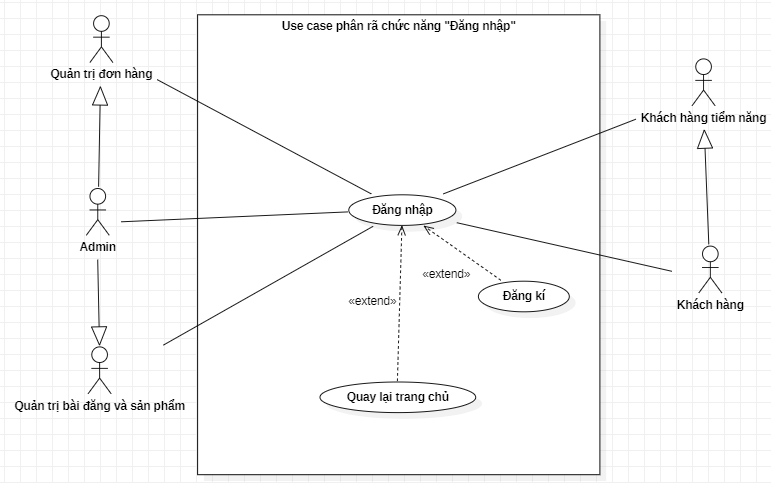 Use case phân rã chức năng "Đăng nhập"
Quản trị đơn hàng
Khách hàng tiềm năng
Đăng nhập
Admin
«extend»
Đăng kí
Khách hàng
«extend»
Quay lại trang chủ
Quản trị bài đăng và sản phẩm